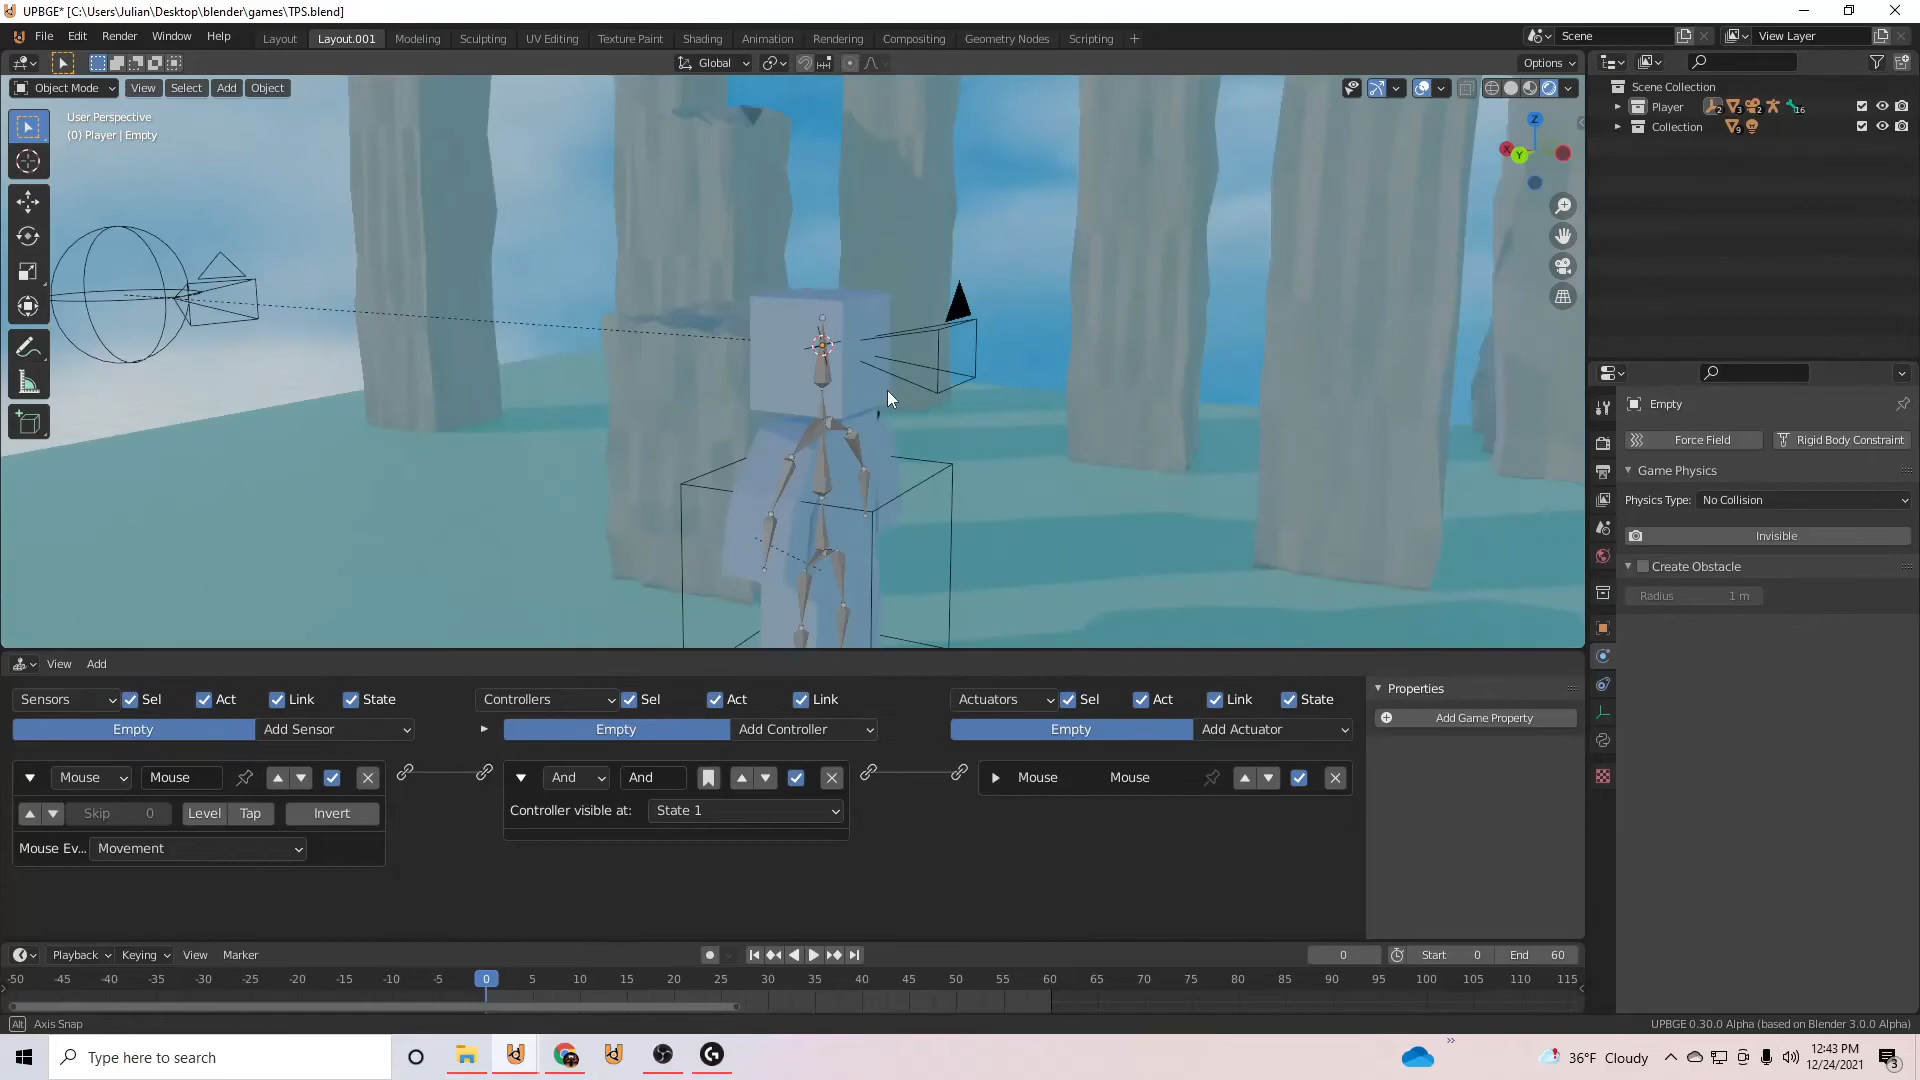 UPBGE* [C:\Users\Julian\Desktop\blender\games\TPS.blend]
File Edit Render Window Help
Layout Layout.001 Modeling Sculpting UV Editing Texture Paint Shading Animation Rendering Compositing Geometry Nodes Scripting +
Scene View Layer
Global Options
Object Mode View Select Add Object
User Perspective
(0) Player | Empty
Z
X
Y
Scene Collection
Player 2 3 2 16
Collection 9
Empty
Force Field Rigid Body Constraint
Game Physics
Physics Type: No Collision
Invisible
Create Obstacle
Radius 1 m
View Add
Sensors Sel Act Link State Controllers Sel Act Link Actuators Sel Act Link State
Empty Add Sensor Empty Add Controller Empty Add Actuator
Properties
Add Game Property
Mouse Mouse And And Mouse Mouse
Skip 0 Level Tap Invert
Controller visible at: State 1
Mouse Ev... Movement
Playback Keying View Marker 0 Start 0 End 60
-50 -45 -40 -35 -30 -25 -20 -15 -10 -5 0 5 10 15 20 25 30 35 40 45 50 55 60 65 70 75 80 85 90 95 100 105 110 115
Alt Axis Snap
UPBGE 0.30.0 Alpha (based on Blender 3.0.0 Alpha)
Type here to search
36°F Cloudy
12:43 PM
12/24/2021
3